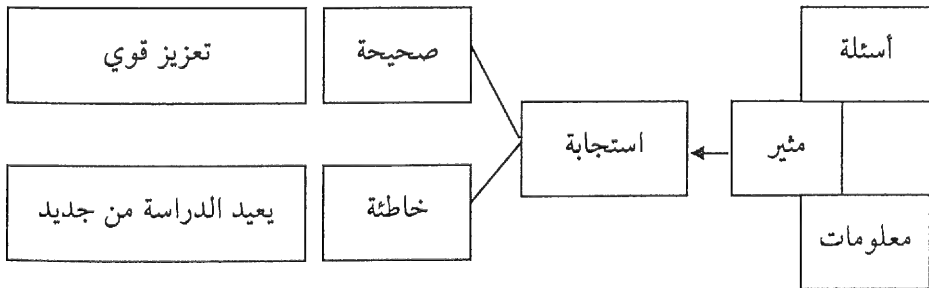 أسئلة
صحيحة
تعزيز قوي
مثير
استجابة
معلومات
خاطئة
يعيد الدراسة من جديد